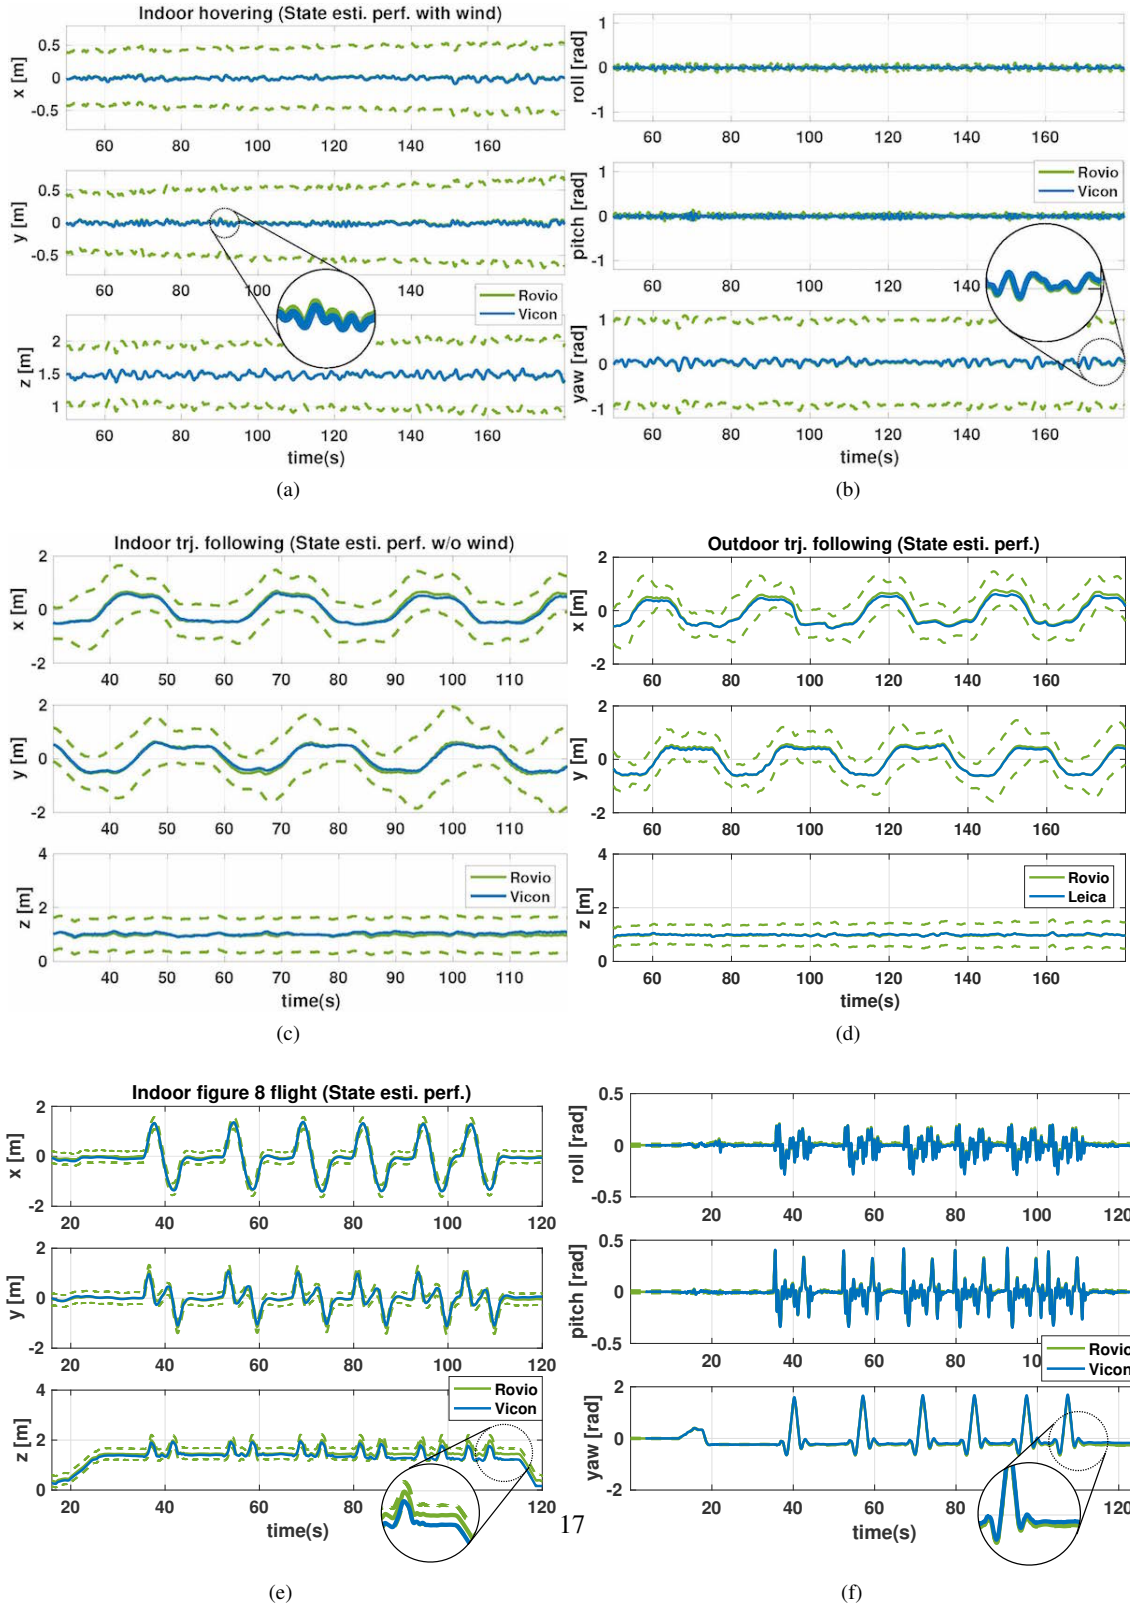 Indoor hovering (State esti. perf. with wind)
x [m]
0.5
0
-0.5
60 80 100 120 140 160
y [m]
0.5
0
-0.5
60 80 100 120 140
Rovio
Vicon
z [m]
2
1.5
1
60 80 100 120 140 160
time(s)
(a)
roll [rad]
1
0
-1
60 80 100 120 140 160
pitch [rad]
1
0
-1
Rovio
Vicon
60 80 100 120 160
yaw [rad]
1
0
-1
60 80 100 120 140 160
time(s)
(b)
Indoor trj. following (State esti. perf. w/o wind)
x [m]
2
0
-2
40 50 60 70 80 90 100 110
y [m]
2
0
-2
40 50 60 70 80 90 100 110
z [m]
4
2
0
Rovio
Vicon
40 50 60 70 80 90 100 110
time(s)
(c)
Outdoor trj. following (State esti. perf.)
x [m]
2
0
-2
60 80 100 120 140 160
y [m]
2
0
-2
60 80 100 120 140 160
z [m]
4
2
0
Rovio
Leica
60 80 100 120 140 160
time(s)
(d)
Indoor figure 8 flight (State esti. perf.)
x [m]
2
0
-2
20 40 60 80 100 120
y [m]
2
0
-2
20 40 60 80 100 120
z [m]
4
2
0
Rovio
Vicon
20 40 60 80 120
time(s)
(e)
roll [rad]
0.5
0
-0.5
20 40 60 80 100 120
pitch [rad]
0.5
0
-0.5
20 40 60 80 10
Rovio
Vicon
yaw [rad]
2
0
-2
20 40 60 80 120
time(s)
(f)
17